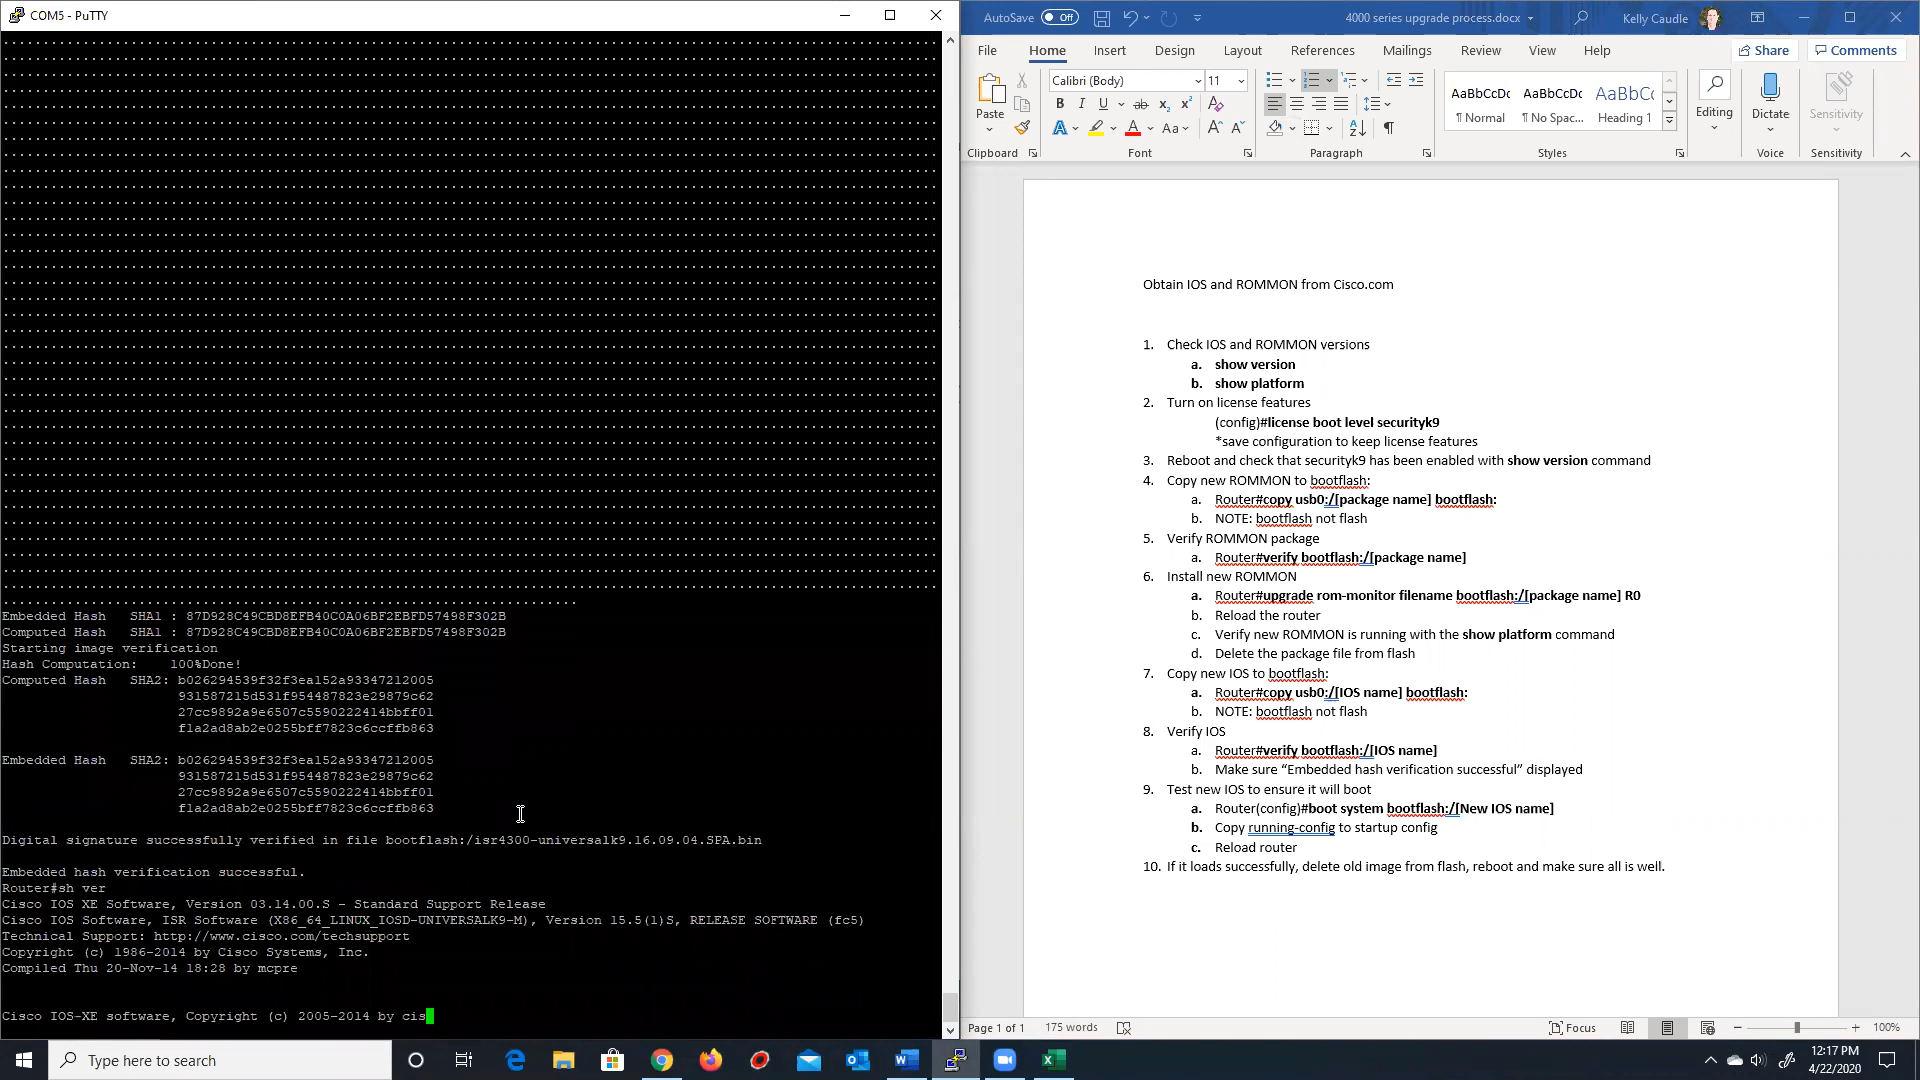 COM5 - PuTTY
Embedded Hash SHA1 : 87D928C49CBD8EFB40C0A06BF2EBFD57498F302B
Computed Hash SHA1 : 87D928C49CBD8EFB40C0A06BF2EBFD57498F302B
Starting image verification
Hash Computation: 100%Done!
Computed Hash SHA2: b026294539f32f3ea152a93347212005
931587215d531f954487823e29879c62
27cc9892a9e6507c5590222414bbff01
f1a2ad8ab2e0255bff7823c6ccffb863
Embedded Hash SHA2: b026294539f32f3ea152a93347212005
931587215d531f954487823e29879c62
27cc9892a9e6507c5590222414bbff01
f1a2ad8ab2e0255bff7823c6ccffb863
Digital signature successfully verified in file bootflash:/isr4300-universalk9.16.09.04.SPA.bin
Embedded hash verification successful.
Router#sh ver
Cisco IOS XE Software, Version 03.14.00.S - Standard Support Release
Cisco IOS Software, ISR Software (X86_64_LINUX_IOSD-UNIVERSALK9-M), Version 15.5(1)S, RELEASE SOFTWARE (fc5)
Technical Support: http://www.cisco.com/techsupport
Copyright (c) 1986-2014 by Cisco Systems, Inc.
Compiled Thu 20-Nov-14 18:28 by mcpre
Cisco IOS-XE software, Copyright (c) 2005-2014 by cis
AutoSave Off
4000 series upgrade process.docx
Kelly Caudle
File Home Insert Design Layout References Mailings Review View Help Share Comments
Paste
Calibri (Body) 11
AaBbCcDc AaBbCcDc AaBbCc
¶ Normal ¶ No Spac... Heading 1
Editing Dictate Sensitivity
Clipboard Font Paragraph Styles Voice Sensitivity
Obtain IOS and ROMMON from Cisco.com
1. Check IOS and ROMMON versions
a. show version
b. show platform
2. Turn on license features
(config)#license boot level securityk9
*save configuration to keep license features
3. Reboot and check that securityk9 has been enabled with show version command
4. Copy new ROMMON to bootflash:
a. Router#copy usb0:/[package name] bootflash:
b. NOTE: bootflash not flash
5. Verify ROMMON package
a. Router#verify bootflash:/[package name]
6. Install new ROMMON
a. Router#upgrade rom-monitor filename bootflash:/[package name] R0
b. Reload the router
c. Verify new ROMMON is running with the show platform command
d. Delete the package file from flash
7. Copy new IOS to bootflash:
a. Router#copy usb0:/[IOS name] bootflash:
b. NOTE: bootflash not flash
8. Verify IOS
a. Router#verify bootflash:/[IOS name]
b. Make sure “Embedded hash verification successful” displayed
9. Test new IOS to ensure it will boot
a. Router(config)#boot system bootflash:/[New IOS name]
b. Copy running-config to startup config
c. Reload router
10. If it loads successfully, delete old image from flash, reboot and make sure all is well.
Page 1 of 1 175 words
Focus
100%
Type here to search
12:17 PM
4/22/2020